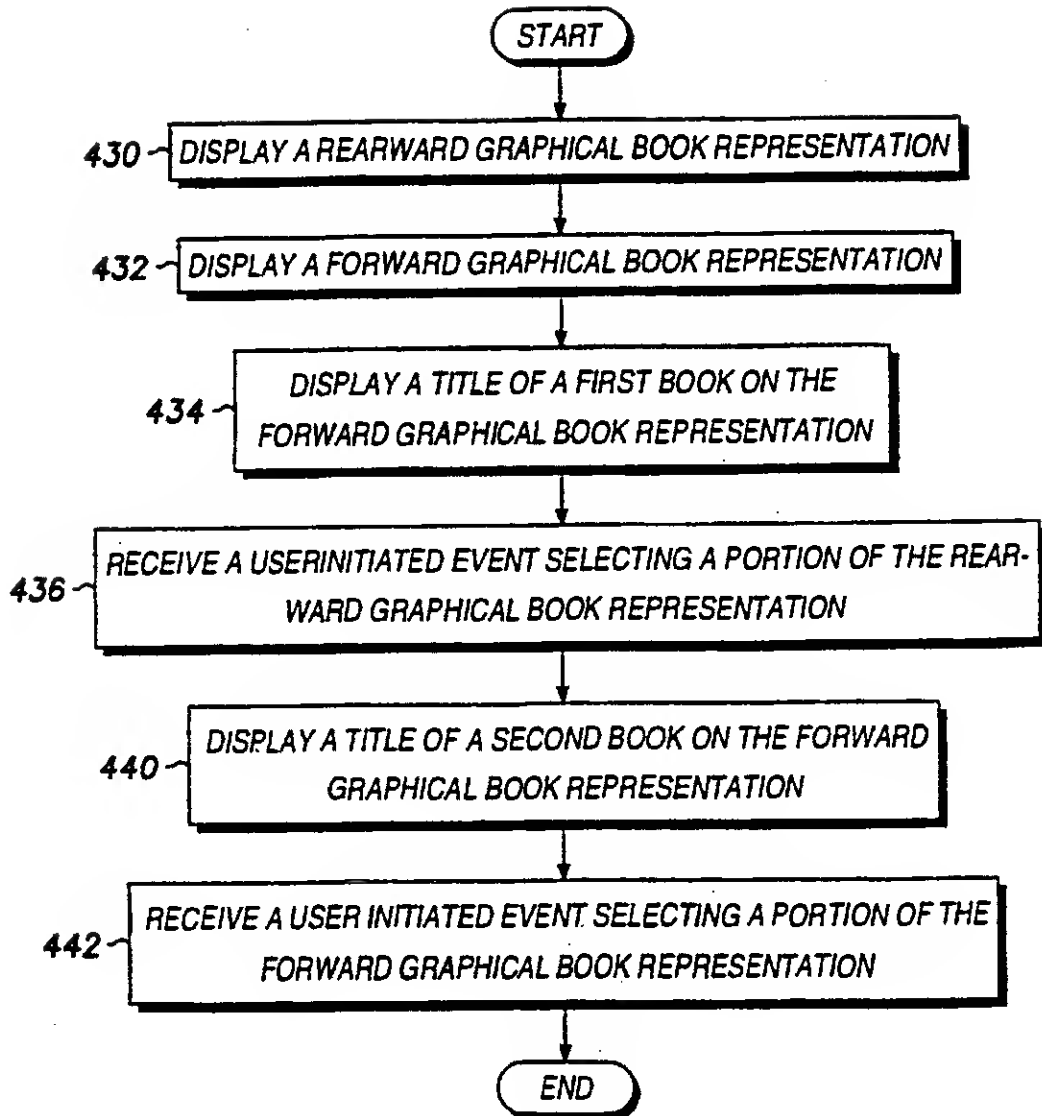 START
430 DISPLAY A REARWARD GRAPHICAL BOOK REPRESENTATION
432 DISPLAY A FORWARD GRAPHICAL BOOK REPRESENTATION
DISPLAY A TITLE OF A FIRST BOOK ON THE
434
FORWARD GRAPHICAL BOOK REPRESENTATION
RECEIVE A USERINITIATED EVENT SELECTING A PORTION OF THE REAR-
436
WARD GRAPHICAL BOOK REPRESENTATION
DISPLAY A TITLE OF A SECOND BOOK ON THE FORWARD
440
GRAPHICAL BOOK REPRESENTATION
RECEIVE A USER INITIATED EVENT SELECTING A PORTION OF THE
442
FORWARD GRAPHICAL BOOK REPRESENTATION
END